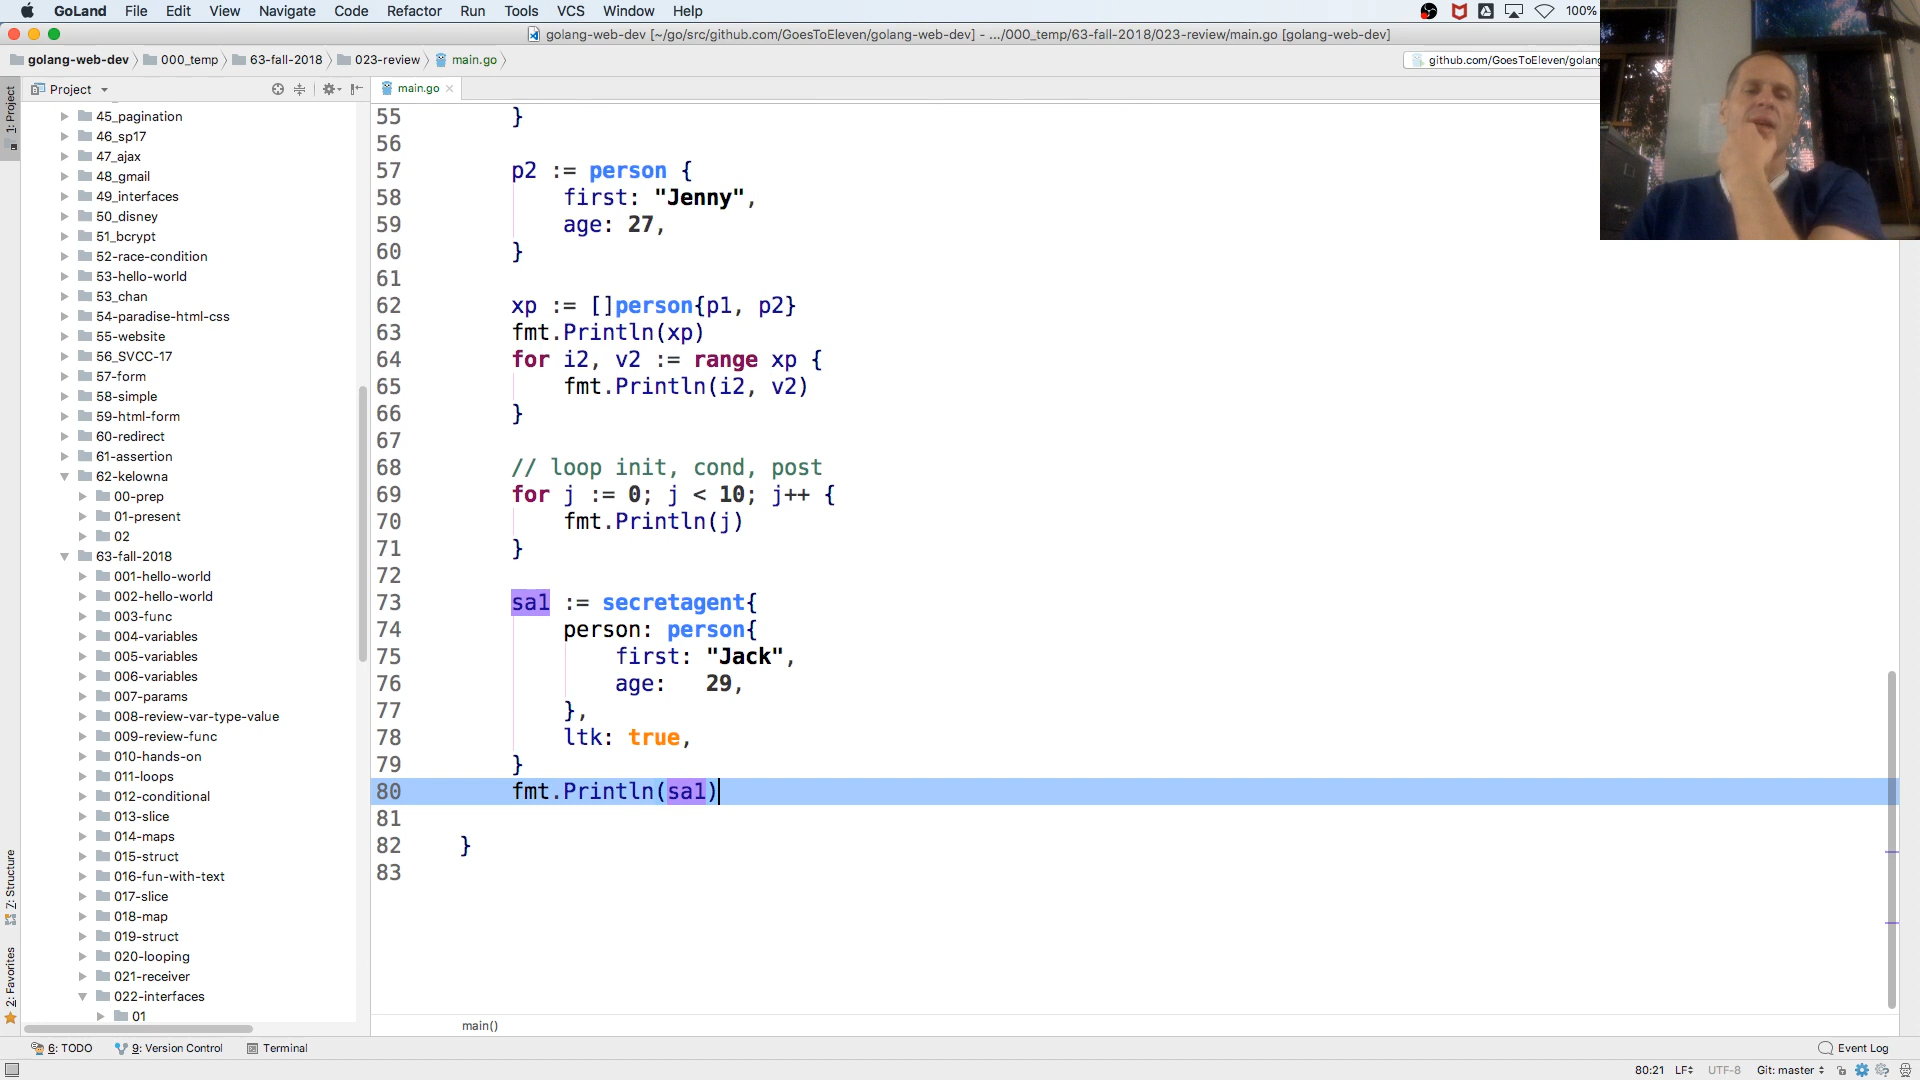 GoLand File Edit View Navigate Code Refactor Run Tools VCS Window Help 100%
golang-web-dev [~/go/src/github.com/GoesToEleven/golang-web-dev] - .../000_temp/63-fall-2018/023-review/main.go [golang-web-dev]
golang-web-dev 000_temp 63-fall-2018 023-review main.go github.com/GoesToEleven/golang
Project main.go
1: Project
7: Structure
2: Favorites
45_pagination
46_sp17
47_ajax
48_gmail
49_interfaces
50_disney
51_bcrypt
52-race-condition
53-hello-world
53_chan
54-paradise-html-css
55-website
56_SVCC-17
57-form
58-simple
59-html-form
60-redirect
61-assertion
62-kelowna
00-prep
01-present
02
63-fall-2018
001-hello-world
002-hello-world
003-func
004-variables
005-variables
006-variables
007-params
008-review-var-type-value
009-review-func
010-hands-on
011-loops
012-conditional
013-slice
014-maps
015-struct
016-fun-with-text
017-slice
018-map
019-struct
020-looping
021-receiver
022-interfaces
01
55 }
56
57 p2 := person {
58 first: "Jenny",
59 age: 27,
60 }
61
62 xp := []person{p1, p2}
63 fmt.Println(xp)
64 for i2, v2 := range xp {
65 fmt.Println(i2, v2)
66 }
67
68 // loop init, cond, post
69 for j := 0; j < 10; j++ {
70 fmt.Println(j)
71 }
72
73 sa1 := secretagent{
74 person: person{
75 first: "Jack",
76 age: 29,
77 },
78 ltk: true,
79 }
80 fmt.Println(sa1)
81
82 }
83
main()
6: TODO 9: Version Control Terminal Event Log
80:21 LF UTF-8 Git: master